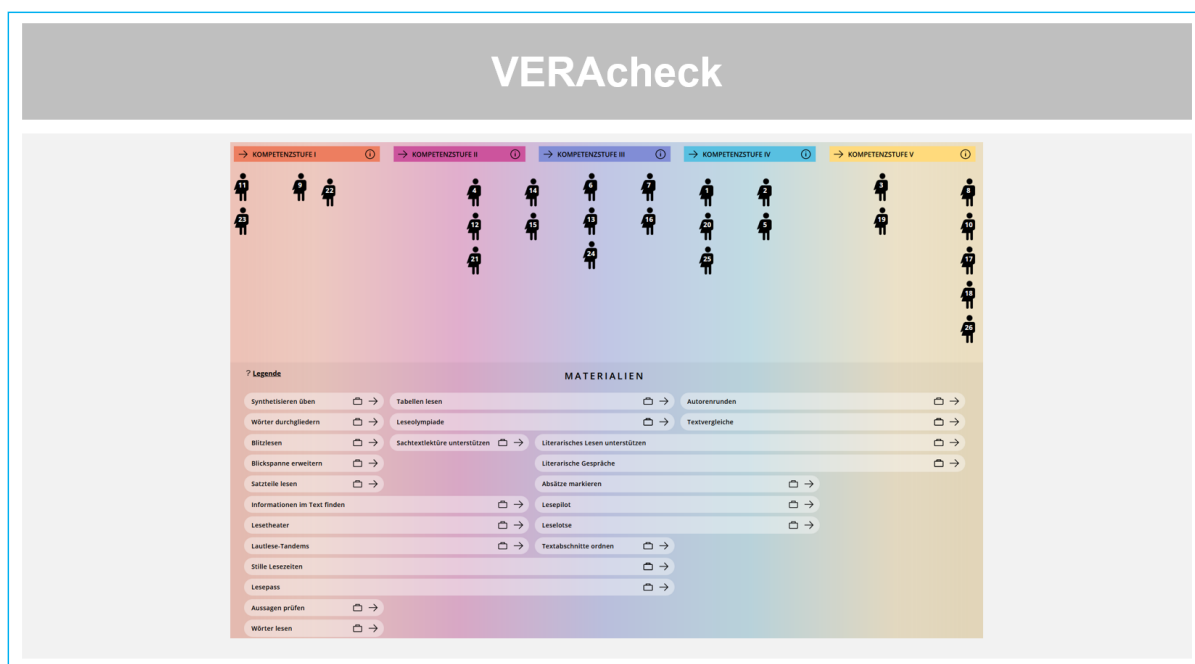 VERAcheck
→ KOMPETENZSTUFE I
→ KOMPETENZSTUFE II
→ KOMPETENZSTUFE III
→ KOMPETENZSTUFE IV
→ KOMPETENZSTUFE V
11 9 22 4 14 6 7 1 2 3 8
23 12 15 13 16 20 5 19 10
21 24 25 17
18
26
? Legende
MATERIALIEN
Synthetisieren üben
Tabellen lesen
Autorenrunden
Wörter durchgliedern
Leseolympiade
Textvergleiche
Blitzlesen
Sachtextlektüre unterstützen
Literarisches Lesen unterstützen
Blickspanne erweitern
Literarische Gespräche
Satzteile lesen
Absätze markieren
Informationen im Text finden
Lesepilot
Lesetheater
Leselotse
Lautlese-Tandems
Textabschnitte ordnen
Stille Lesezeiten
Lesepass
Aussagen prüfen
Wörter lesen